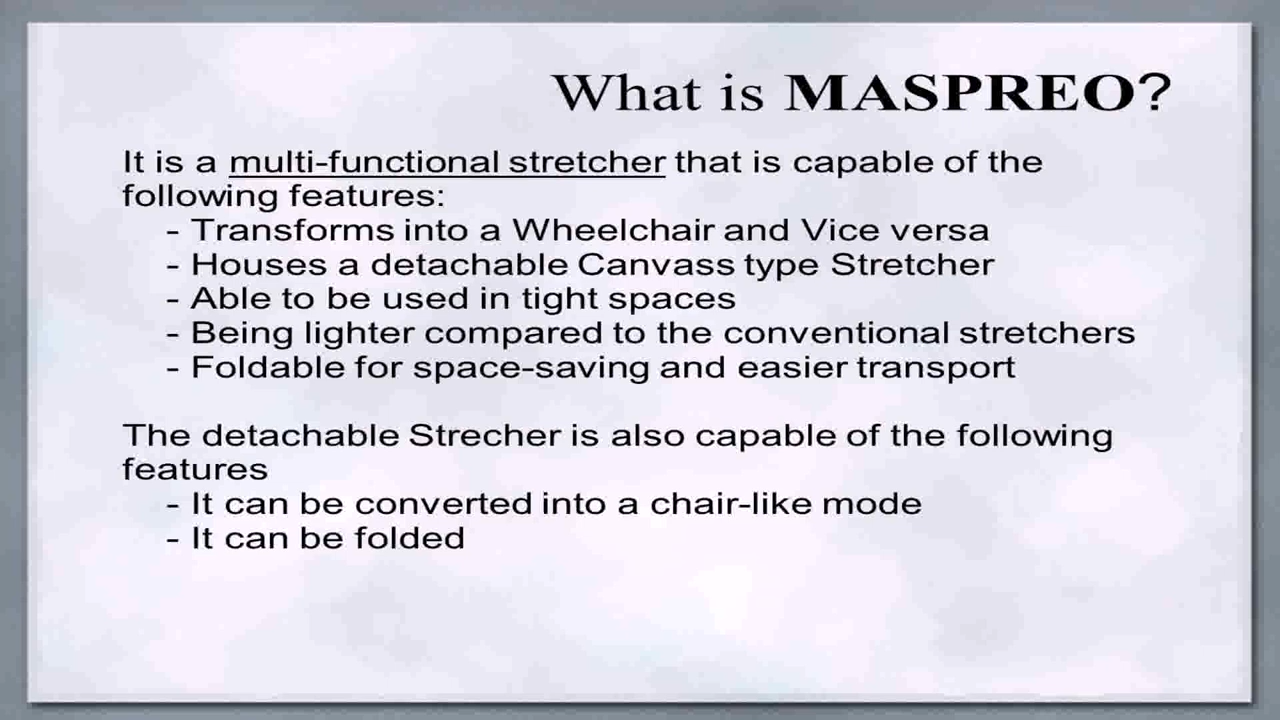 What is MASPREO?
It is a multi-functional stretcher that is capable of the
following features:
- Transforms into a Wheelchair and Vice versa
- Houses a detachable Canvass type Stretcher
- Able to be used in tight spaces
- Being lighter compared to the conventional stretchers
- Foldable for space-saving and easier transport
The detachable Strecher is also capable of the following
features
- It can be converted into a chair-like mode
- It can be folded